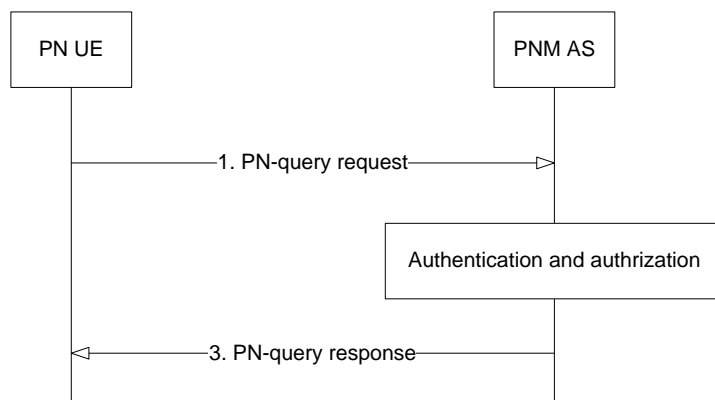 PN UE
PNM AS
1. PN-query request
Authentication and authrization
3. PN-query response